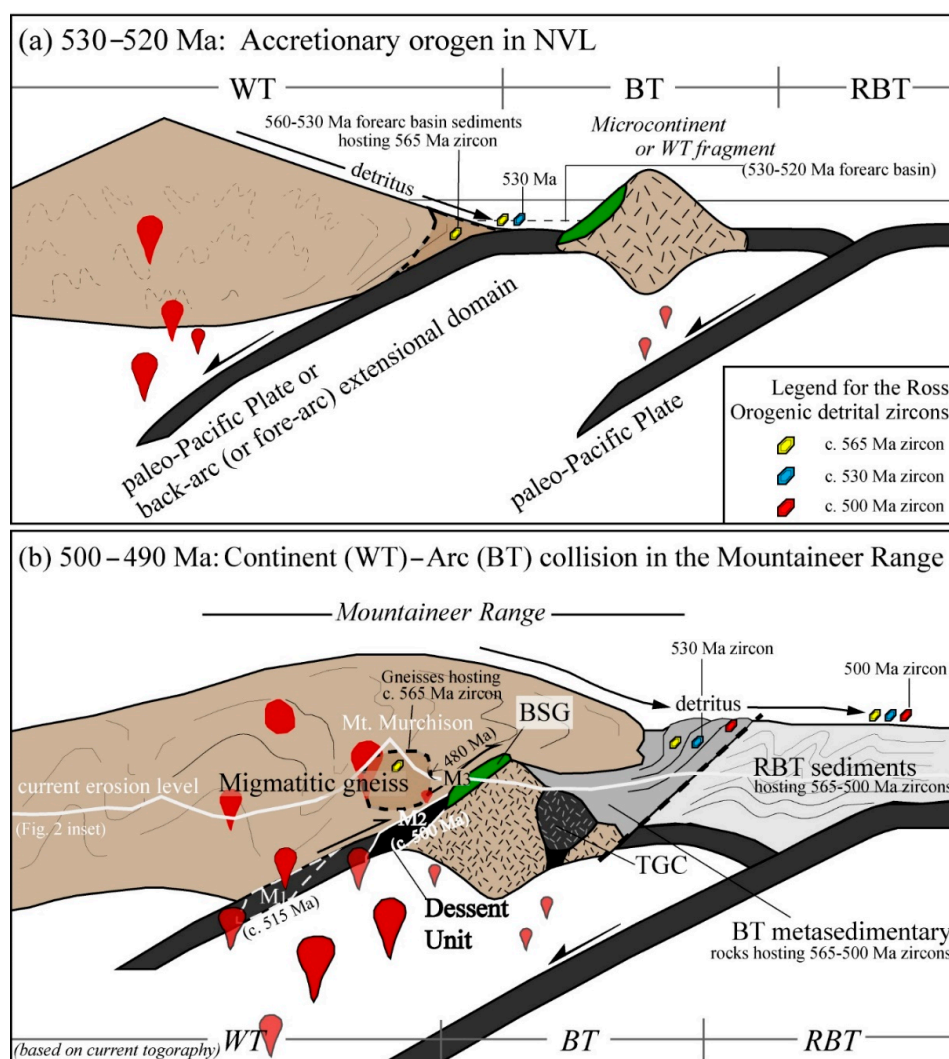 (a) 530–520 Ma: Accretionary orogen in NVL
WT
BT
RBT
560-530 Ma forearc basin sediments
hosting 565 Ma zircon
Microcontinent
or WT fragment
(530-520 Ma forearc basin)
detritus
530 Ma
paleo-Pacific Plate or
back-arc (or fore-arc) extensional domain
paleo-Pacific Plate
Legend for the Ross
Orogenic detrital zircons
c. 565 Ma zircon
c. 530 Ma zircon
c. 500 Ma zircon
(b) 500–490 Ma: Continent (WT)–Arc (BT) collision in the Mountaineer Range
Mountaineer Range
530 Ma zircon
500 Ma zircon
Gneisses hosting
c. 565 Ma zircon
detritus
BSG
Mt. Murchison
480 Ma)
M3
RBT sediments
hosting 565-500 Ma zircons
current erosion level
Migmatitic gneiss
(Fig. 2 inset)
M2
(c. 500 Ma)
TGC
M1
(c. 515 Ma)
Dessent
Unit
BT metasedimentary
rocks hosting 565-500 Ma zircons
WT
BT
RBT
(based on current togoraphy)